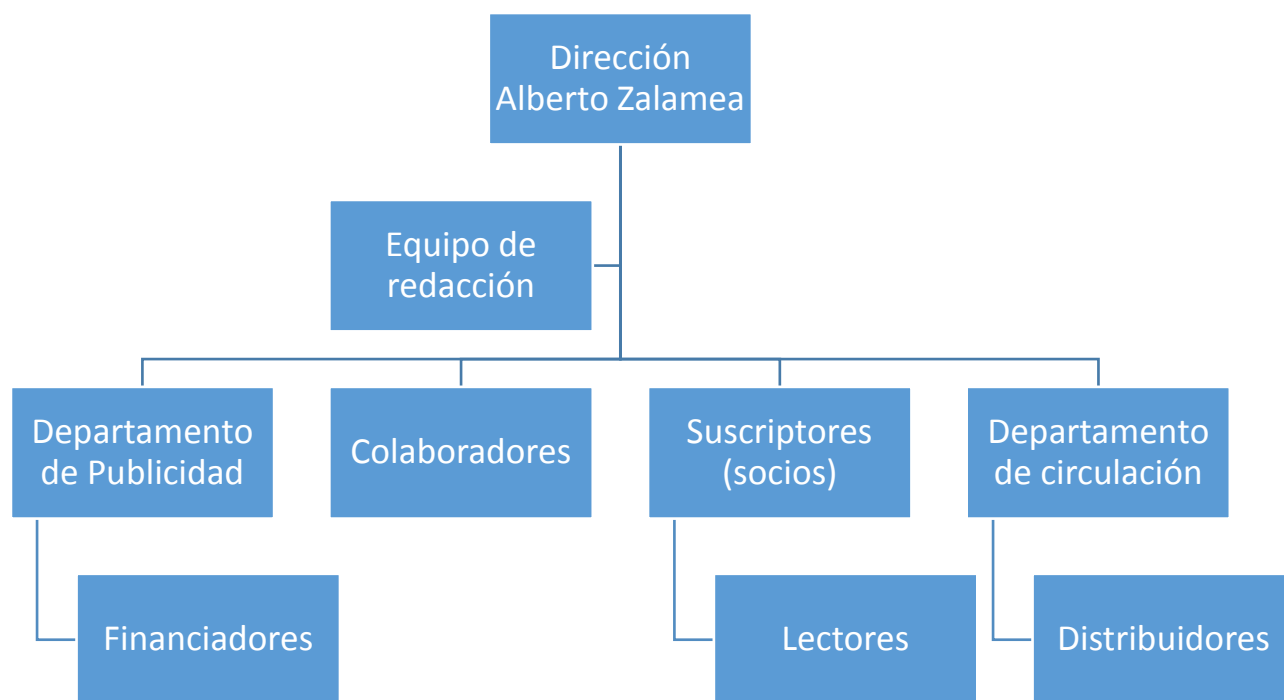 Dirección
Alberto Zalamea
Equipo de
redacción
Departamento
de Publicidad
Colaboradores
Suscriptores
(socios)
Departamento
de circulación
Financiadores
Lectores
Distribuidores